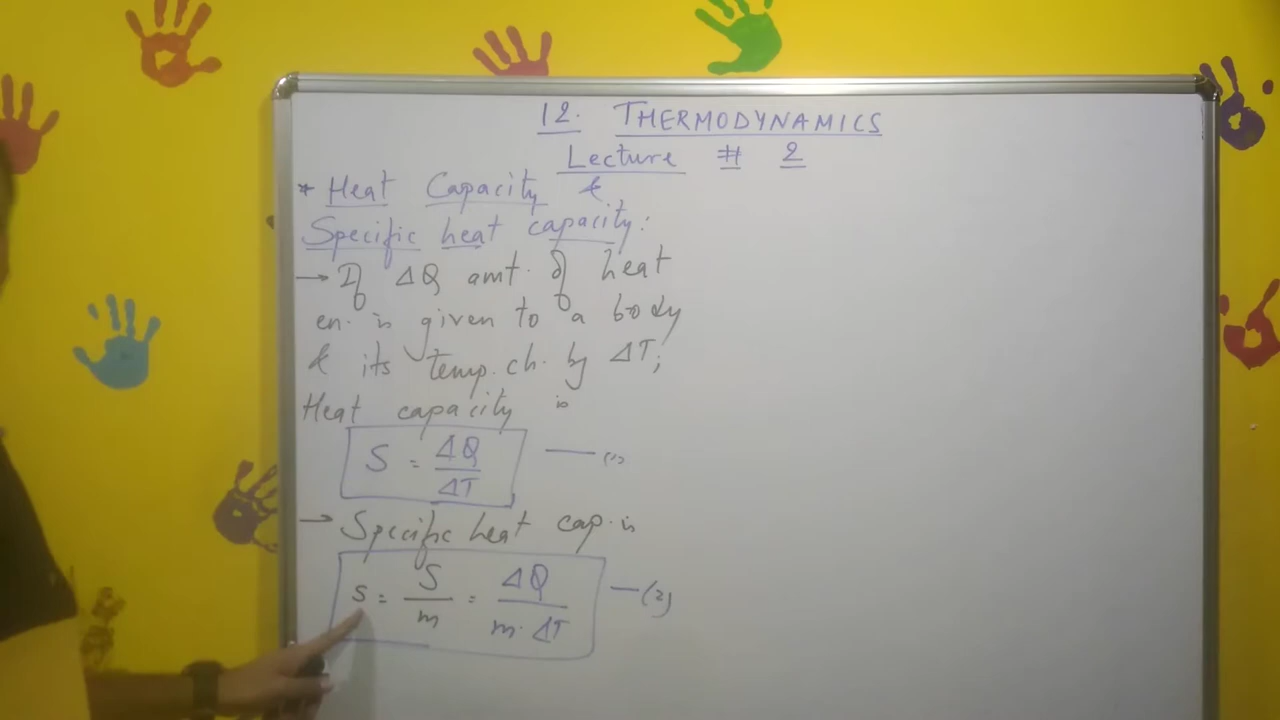 12. THERMODYNAMICS
Lecture # 2
* Heat Capacity &
Specific heat capacity:
→ If ΔQ amt. of heat
en. is given to a body
& its temp. ch. by ΔT;
Heat capacity is
S = ΔQ/ΔT —(1)
→ Specific heat cap. is
s = S/m = ΔQ/m·ΔT —(2)